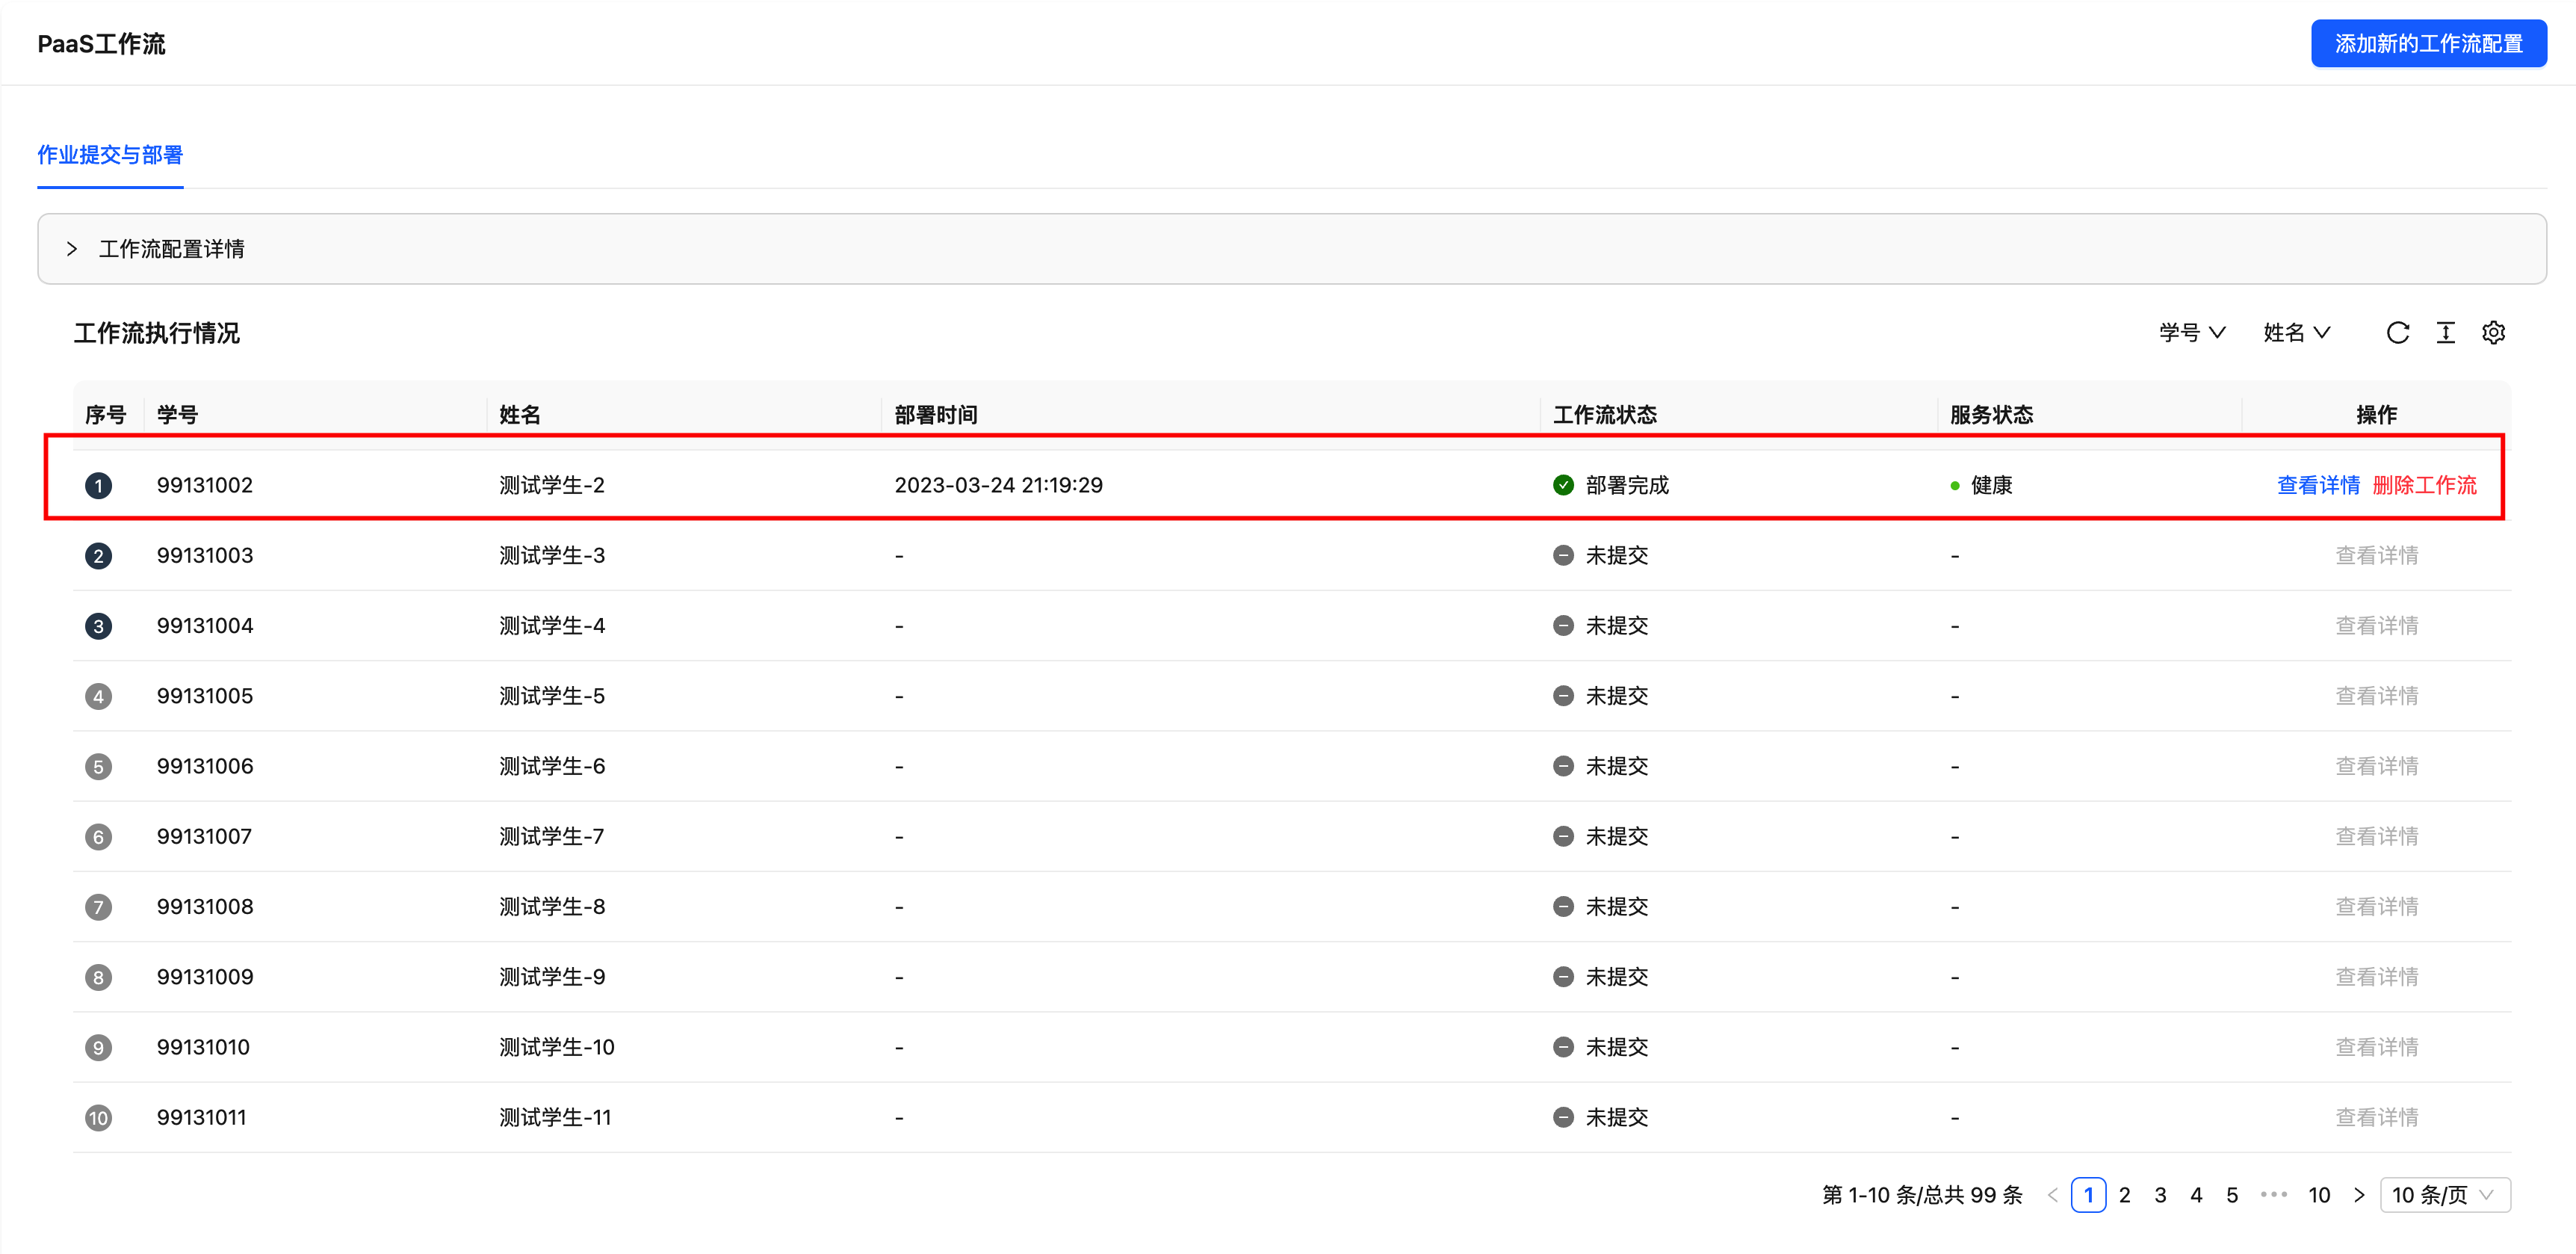 PaaS工作流 添加新的工作流配置
作业提交与部署
工作流配置详情
工作流执行情况 学号 姓名
序号 学号 姓名 部署时间 工作流状态 服务状态 操作
1 99131002 测试学生-2 2023-03-24 21:19:29 部署完成 健康 查看详情 删除工作流
2 99131003 测试学生-3 - 未提交 - 查看详情
3 99131004 测试学生-4 - 未提交 - 查看详情
4 99131005 测试学生-5 - 未提交 - 查看详情
5 99131006 测试学生-6 - 未提交 - 查看详情
6 99131007 测试学生-7 - 未提交 - 查看详情
7 99131008 测试学生-8 - 未提交 - 查看详情
8 99131009 测试学生-9 - 未提交 - 查看详情
9 99131010 测试学生-10 - 未提交 - 查看详情
10 99131011 测试学生-11 - 未提交 - 查看详情
第 1-10 条/总共 99 条 < 1 2 3 4 5 ••• 10 > 10 条/页